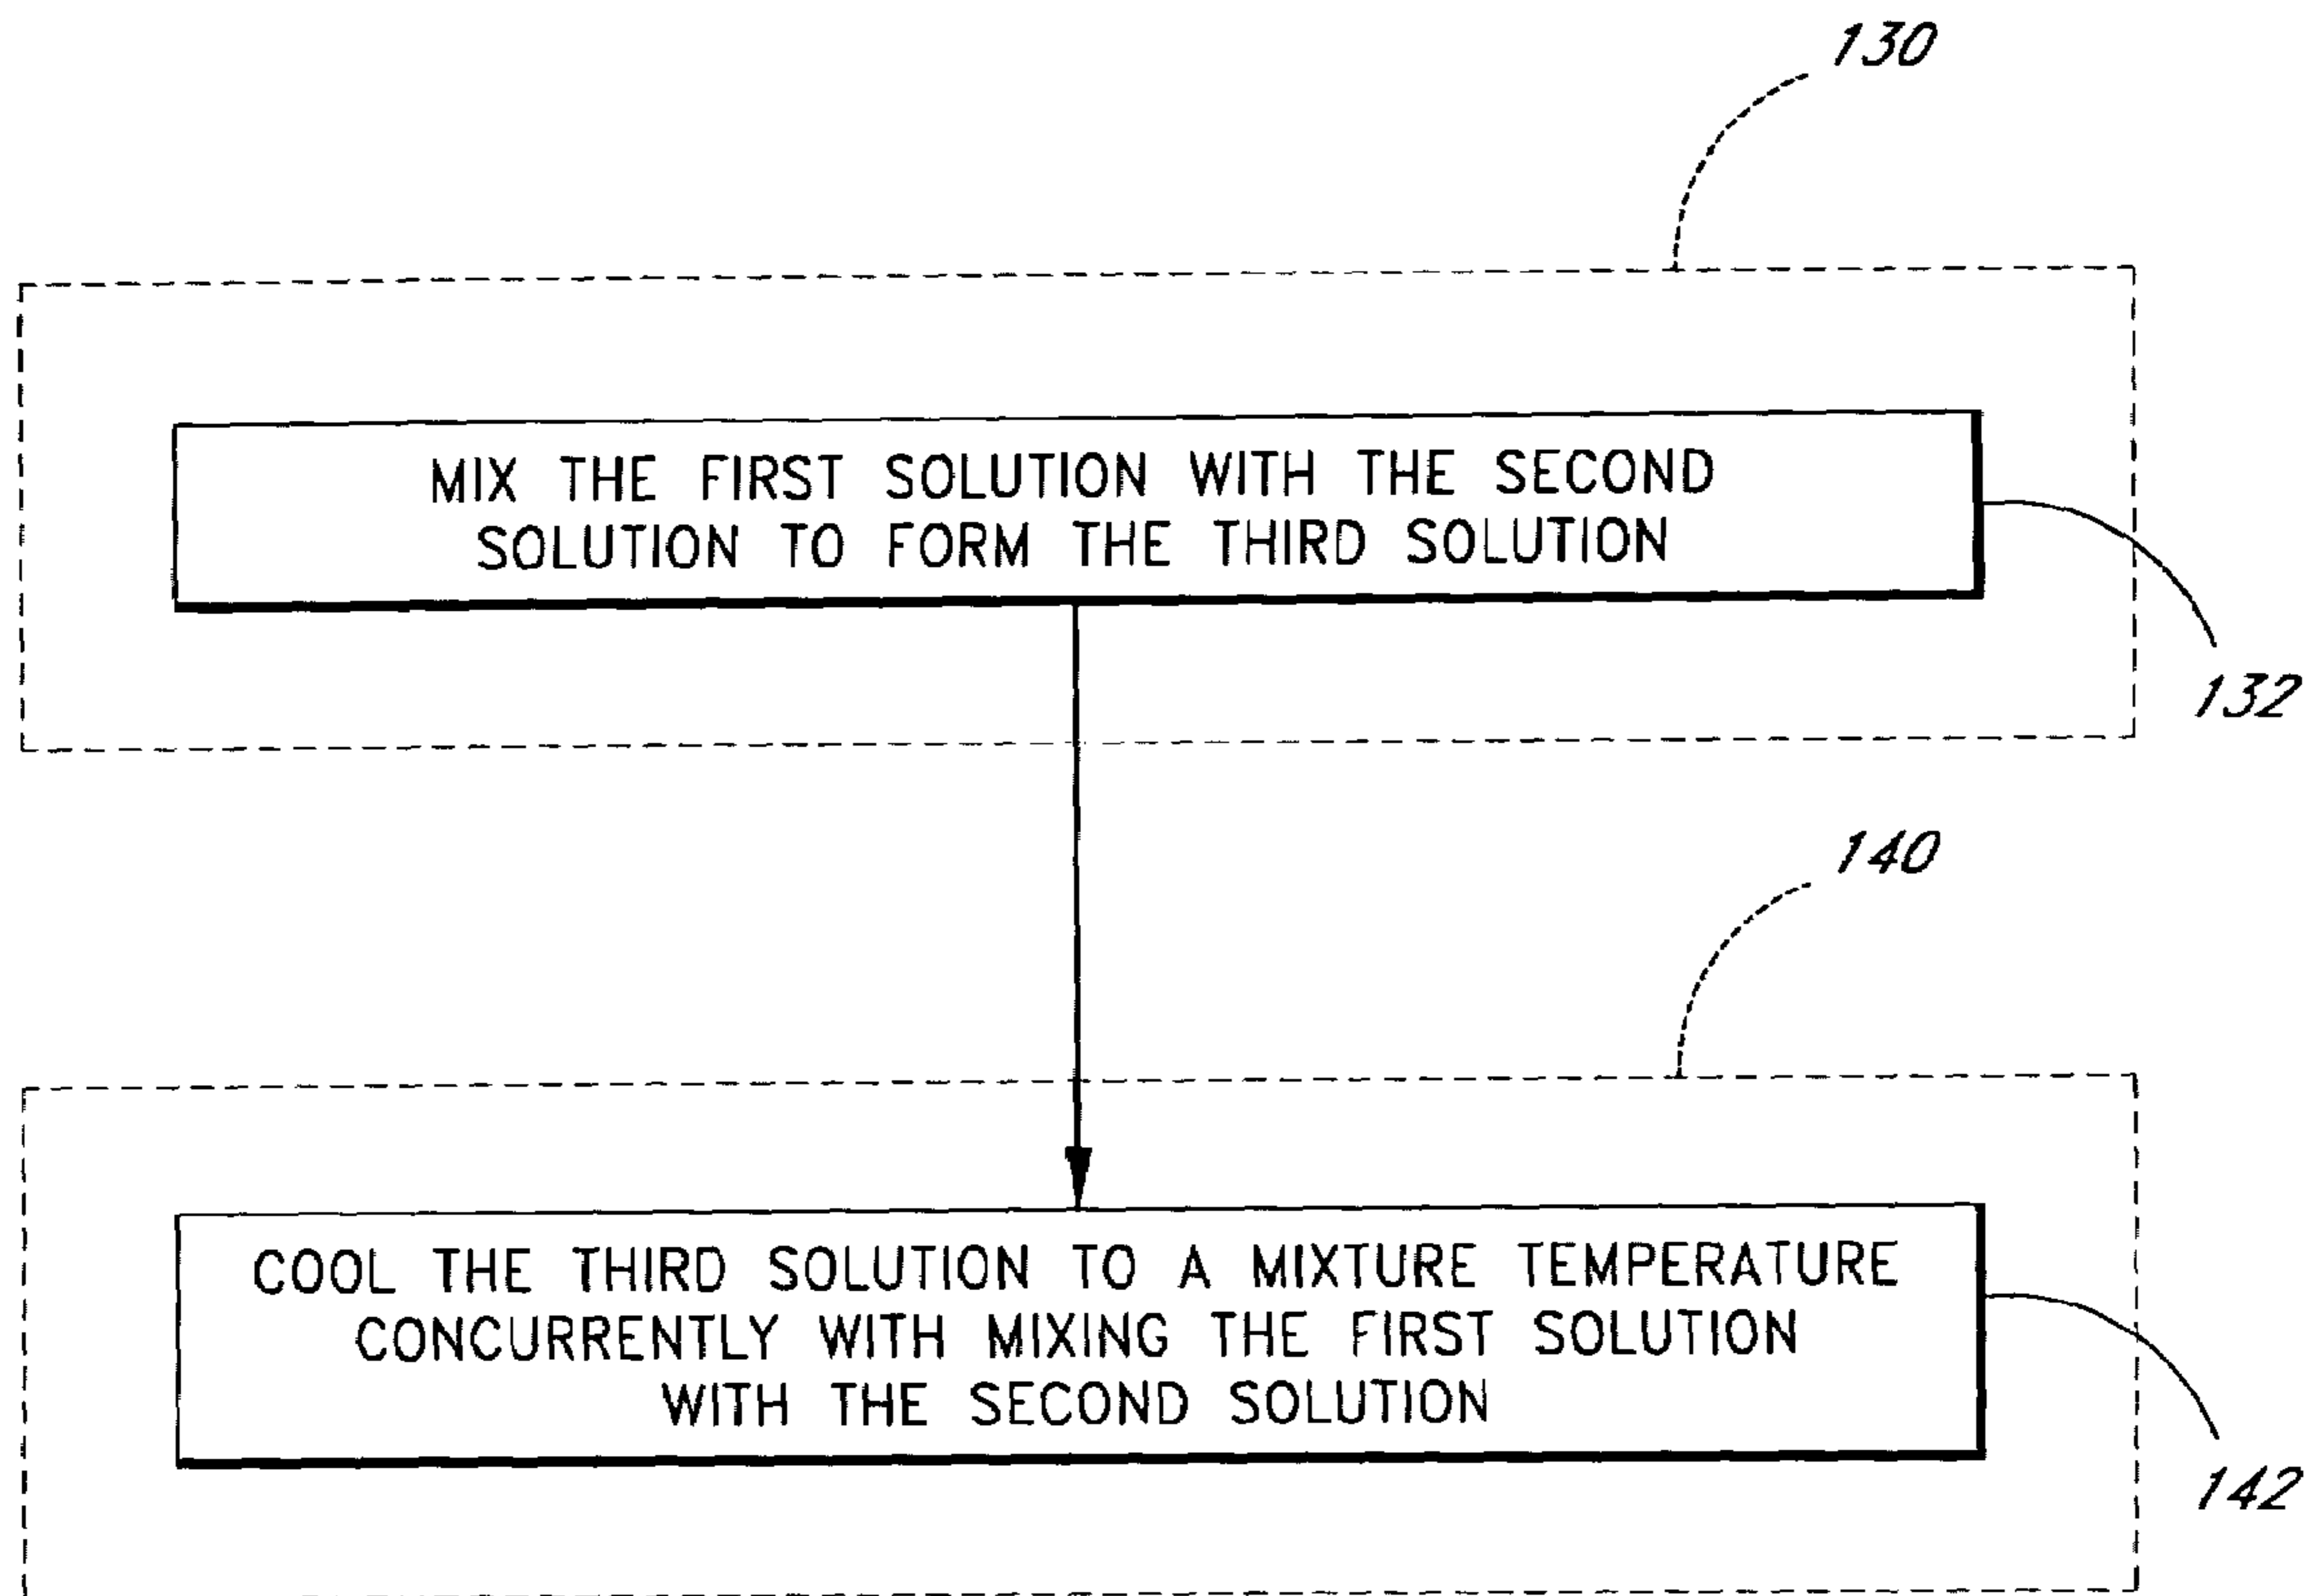 130
MIX THE FIRST SOLUTION WITH THE SECOND
SOLUTION TO FORM THE THIRD SOLUTION
132
140
COOL THE THIRD SOLUTION TO A MIXTURE TEMPERATURE
CONCURRENTLY WITH MIXING THE FIRST SOLUTION
WITH THE SECOND SOLUTION
142